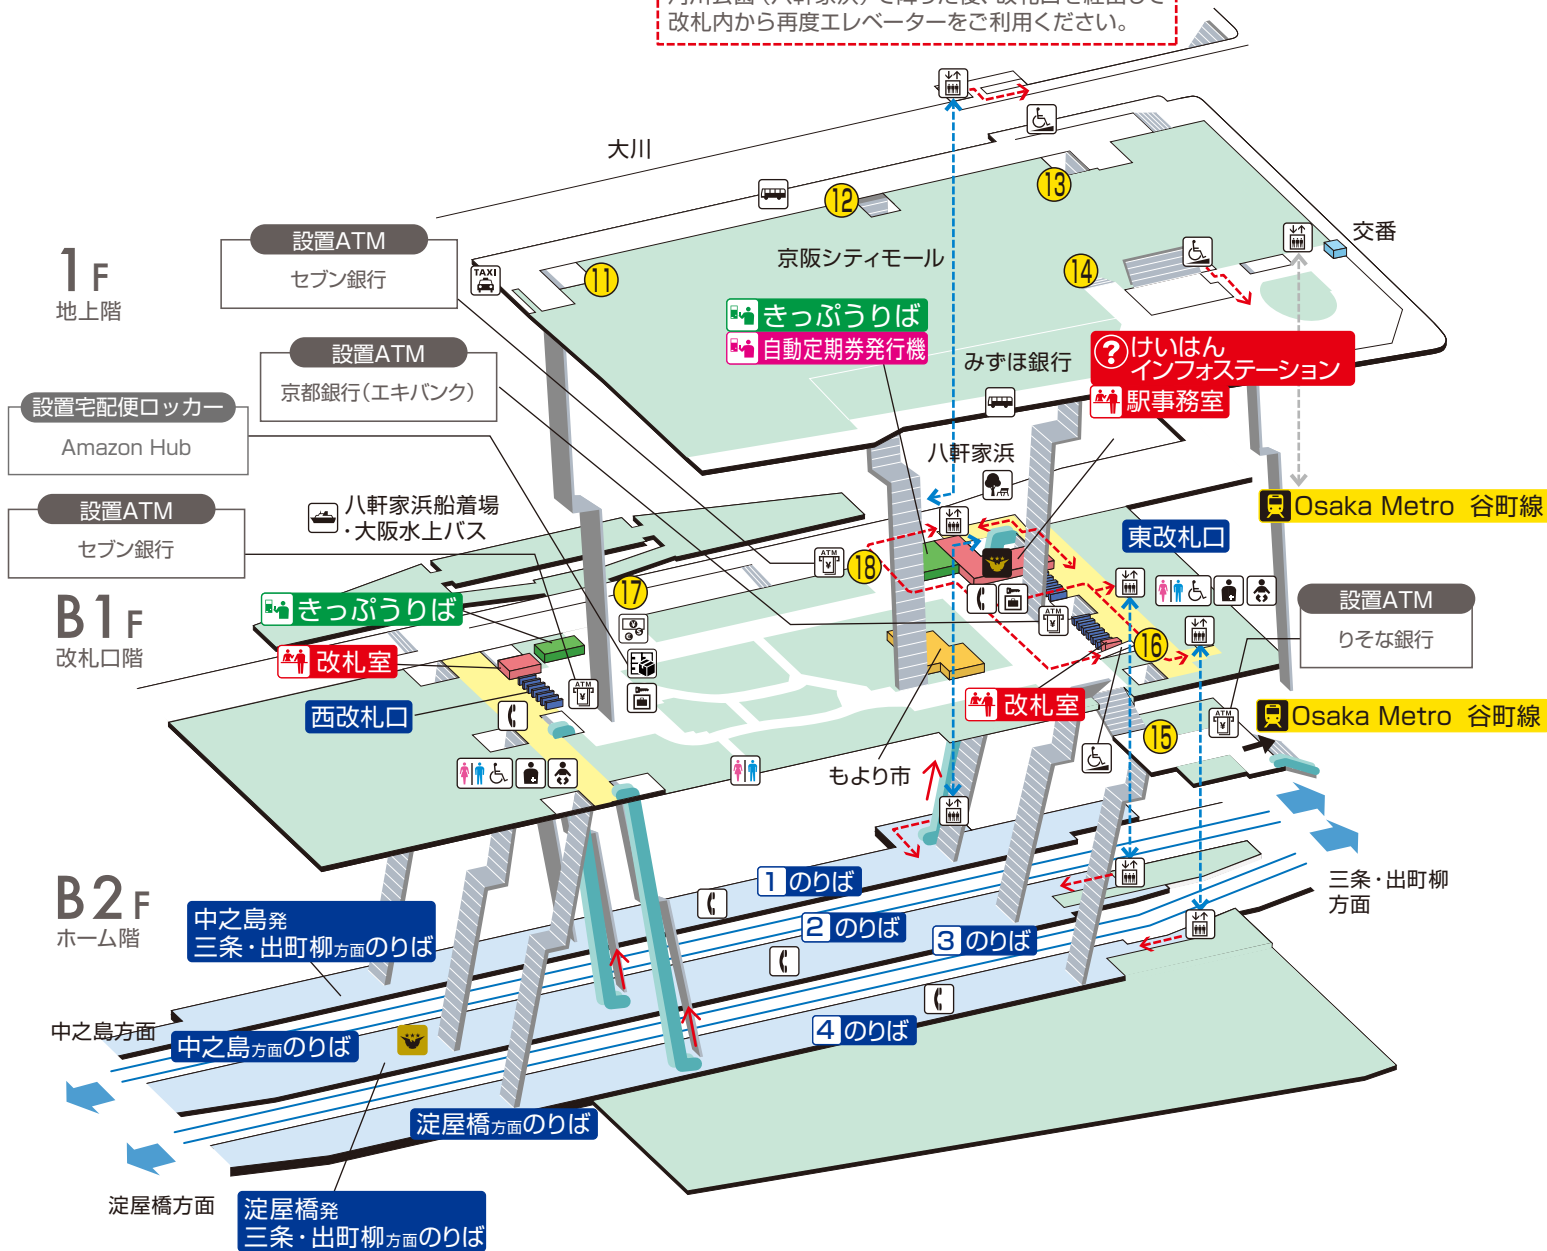 改札内から再度エレベーターをご利用ください。
大川
⑬
⑫
交番
設置ATM
セブン銀行
1F
地上階
TAXI
⑪
京阪シティモール
⑭
きっぷうりば
自動定期券発行機
みずほ銀行
?けいはん
インフォステーション
駅事務室
設置ATM
京都銀行(エキバンク)
設置宅配便ロッカー
Amazon Hub
八軒家浜
設置ATM
セブン銀行
八軒家浜船着場
・大阪水上バス
Osaka Metro 谷町線
東改札口
ATM
⑱
⑰
B1F
改札口階
きっぷうりば
ATM
設置ATM
りそな銀行
改札室
⑯
ATM
西改札口
改札室
ATM
Osaka Metro 谷町線
⑮
もより市
B2F
ホーム階
1のりば
三条・出町柳
方面
中之島発
三条・出町柳方面のりば
2のりば
3のりば
4のりば
中之島方面
中之島方面のりば
淀屋橋方面のりば
淀屋橋方面
淀屋橋発
三条・出町柳方面のりば